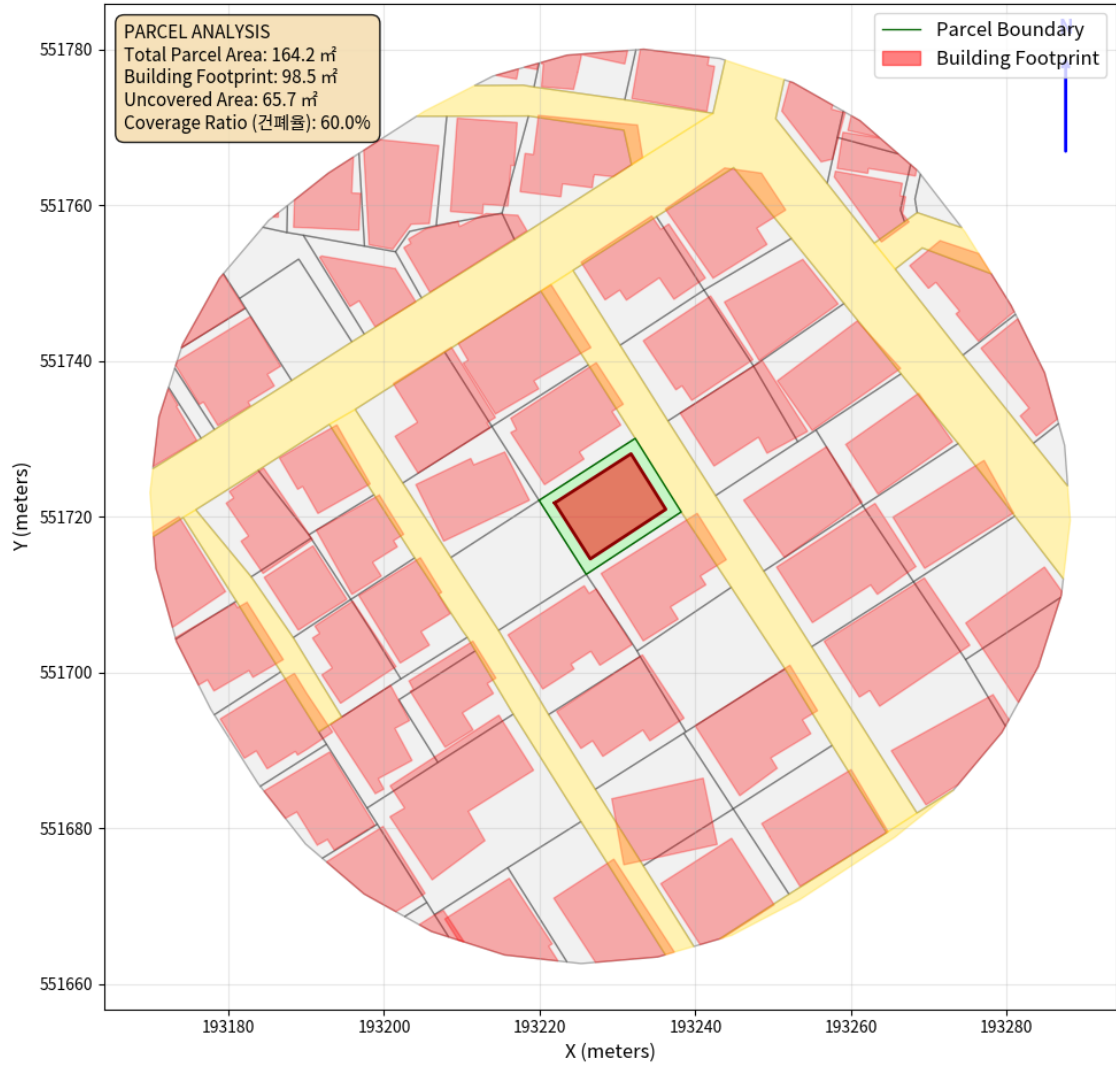 PARCEL ANALYSIS
Total Parcel Area: 164.2 ㎡
Building Footprint: 98.5 ㎡
Uncovered Area: 65.7 ㎡
Coverage Ratio (건폐율): 60.0%
Parcel Boundary
Building Footprint
N
551780
551760
551740
551720
551700
551680
551660
Y (meters)
193180
193200
193220
193240
193260
193280
X (meters)